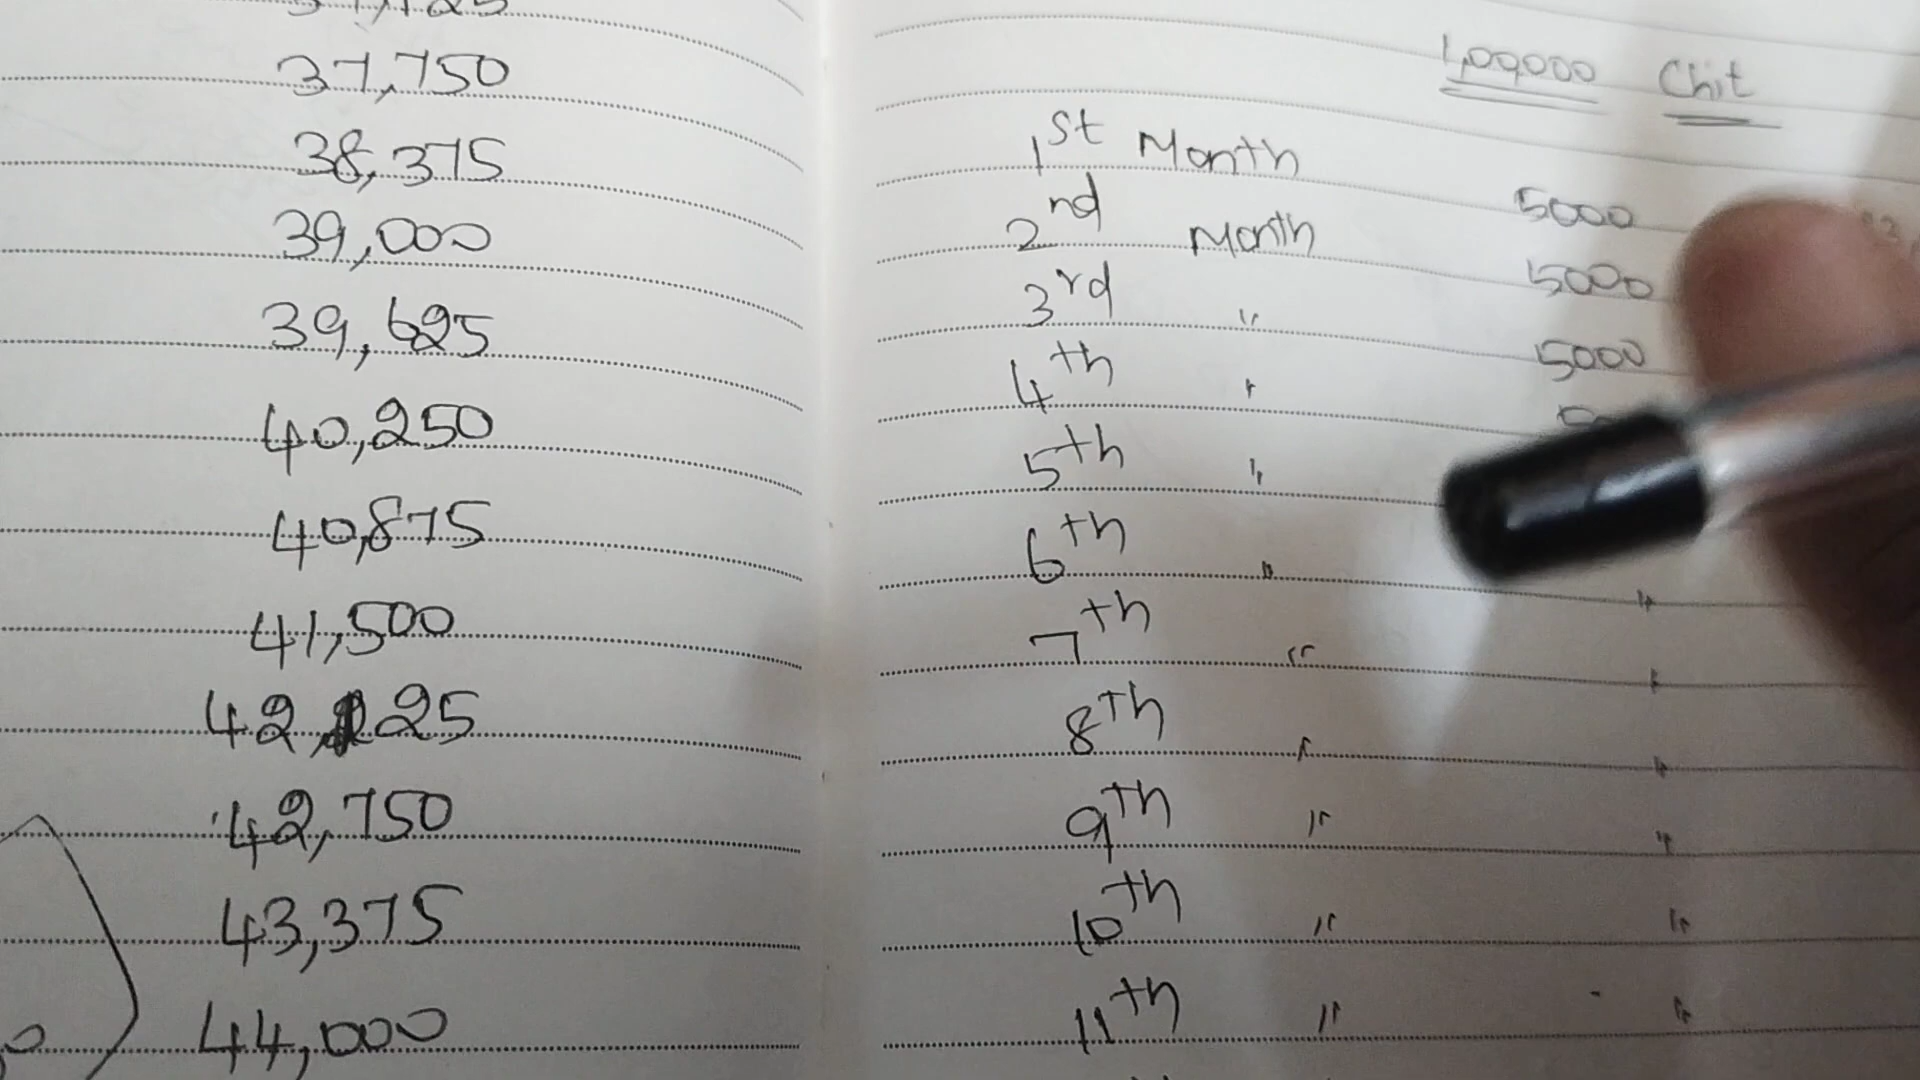 37,750
38,375
39,000
39,625
40,250
40,875
41,500
42,225
42,750
43,375
44,000
1,00,000 Chit
1st Month 5000
2nd Month 5000
3rd " 5000
4th "
5th "
6th " "
7th " "
8th " "
9th " "
10th " "
11th " "